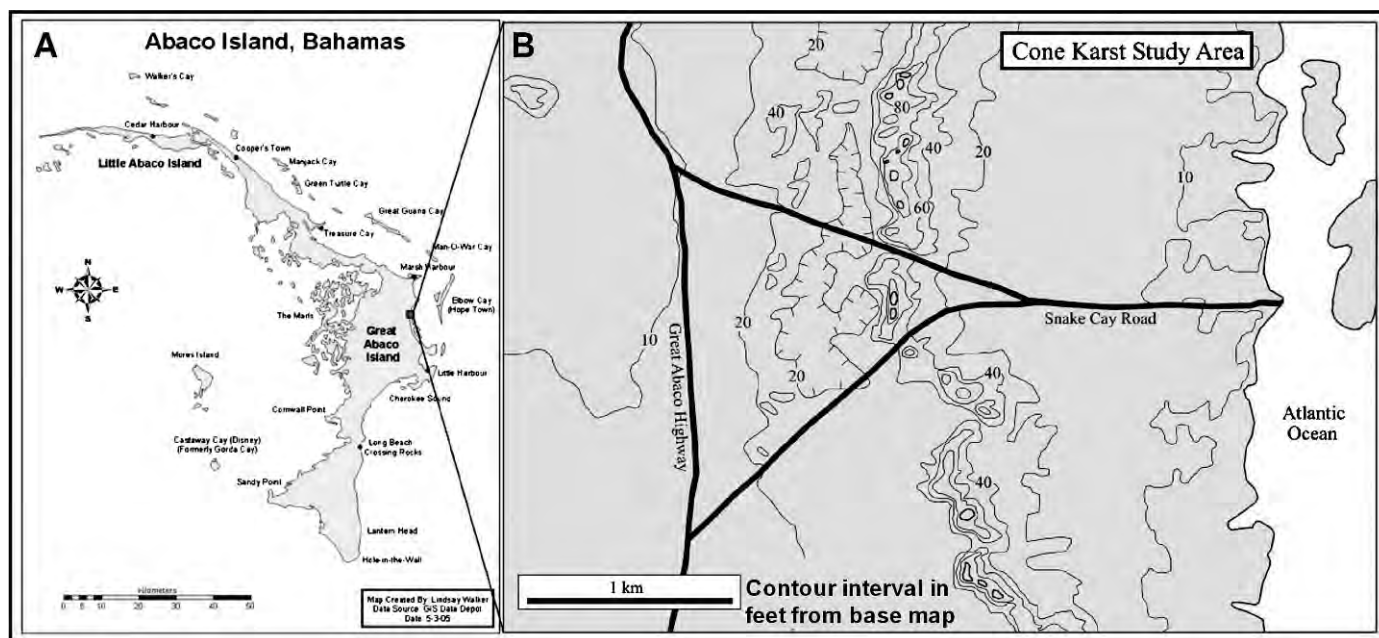 A
Abaco Island, Bahamas
Walker's Cay
Cedar Harbour
Cooper's Town
Little Abaco Island
Manjack Cay
Green Turtle Cay
Great Guana Cay
Treasure Cay
Man-O-War Cay
Marsh Harbour
N
W E
S
Elbow Cay
(Hope Town)
The Marls
Great
Abaco
Island
Mores Island
Little Harbour
Cherokee Sound
Cornwall Point
Castaway Cay (Disney)
(Formerly Gorda Cay)
Long Beach
Crossing Rocks
Sandy Point
Lantern Head
Hole-in-the-Wall
Kilometers
0 5 10 20 30 40 50
Map Created By: Lindsay Walker
Data Source: GIS Data Depot
Date: 5-3-05
B
Cone Karst Study Area
20
40
80
40
20
60
10
10
20
40
20
Great Abaco Highway
Snake Cay Road
40
40
Atlantic
Ocean
1 km
Contour interval in
feet from base map